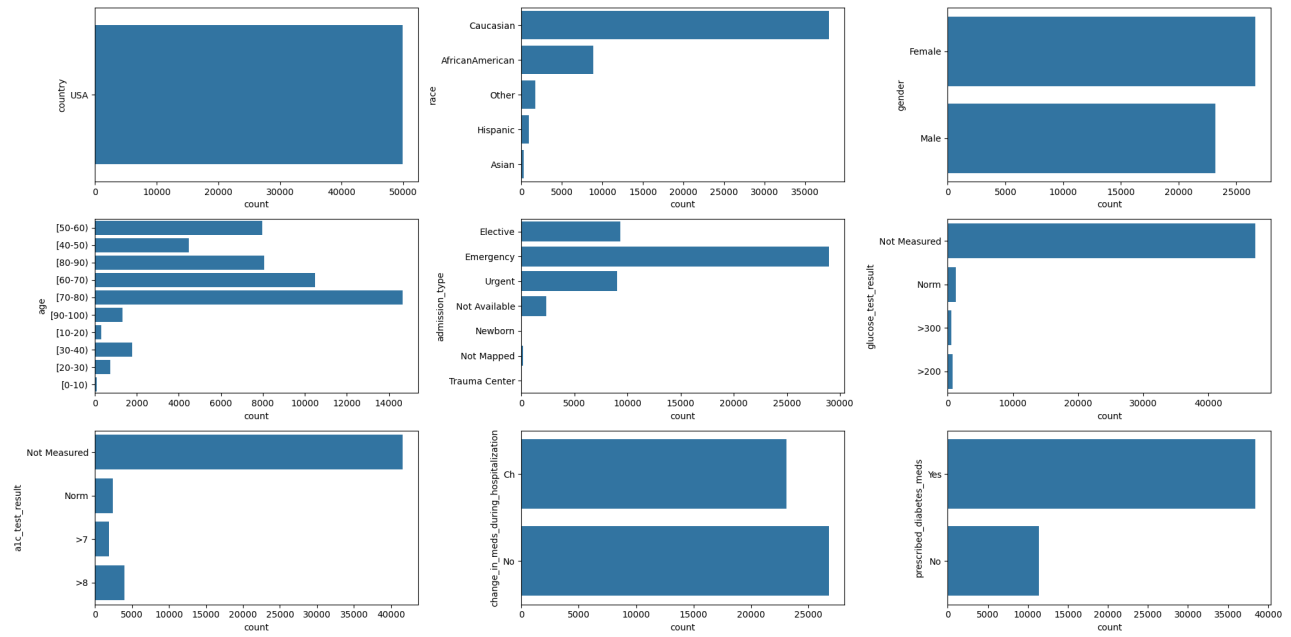 country
USA
0 10000 20000 30000 40000 50000
count
race
Caucasian
AfricanAmerican
Other
Hispanic
Asian
0 5000 10000 15000 20000 25000 30000 35000
count
gender
Female
Male
0 5000 10000 15000 20000 25000
count
age
[50-60)
[40-50)
[80-90)
[60-70)
[70-80)
[90-100)
[10-20)
[30-40)
[20-30)
[0-10)
0 2000 4000 6000 8000 10000 12000 14000
count
admission_type
Elective
Emergency
Urgent
Not Available
Newborn
Not Mapped
Trauma Center
0 5000 10000 15000 20000 25000 30000
count
glucose_test_result
Not Measured
Norm
>300
>200
0 10000 20000 30000 40000
count
a1c_test_result
Not Measured
Norm
>7
>8
0 5000 10000 15000 20000 25000 30000 35000 40000
count
change_in_meds_during_hospitalization
Ch
No
0 5000 10000 15000 20000 25000
count
prescribed_diabetes_meds
Yes
No
0 5000 10000 15000 20000 25000 30000 35000 40000
count